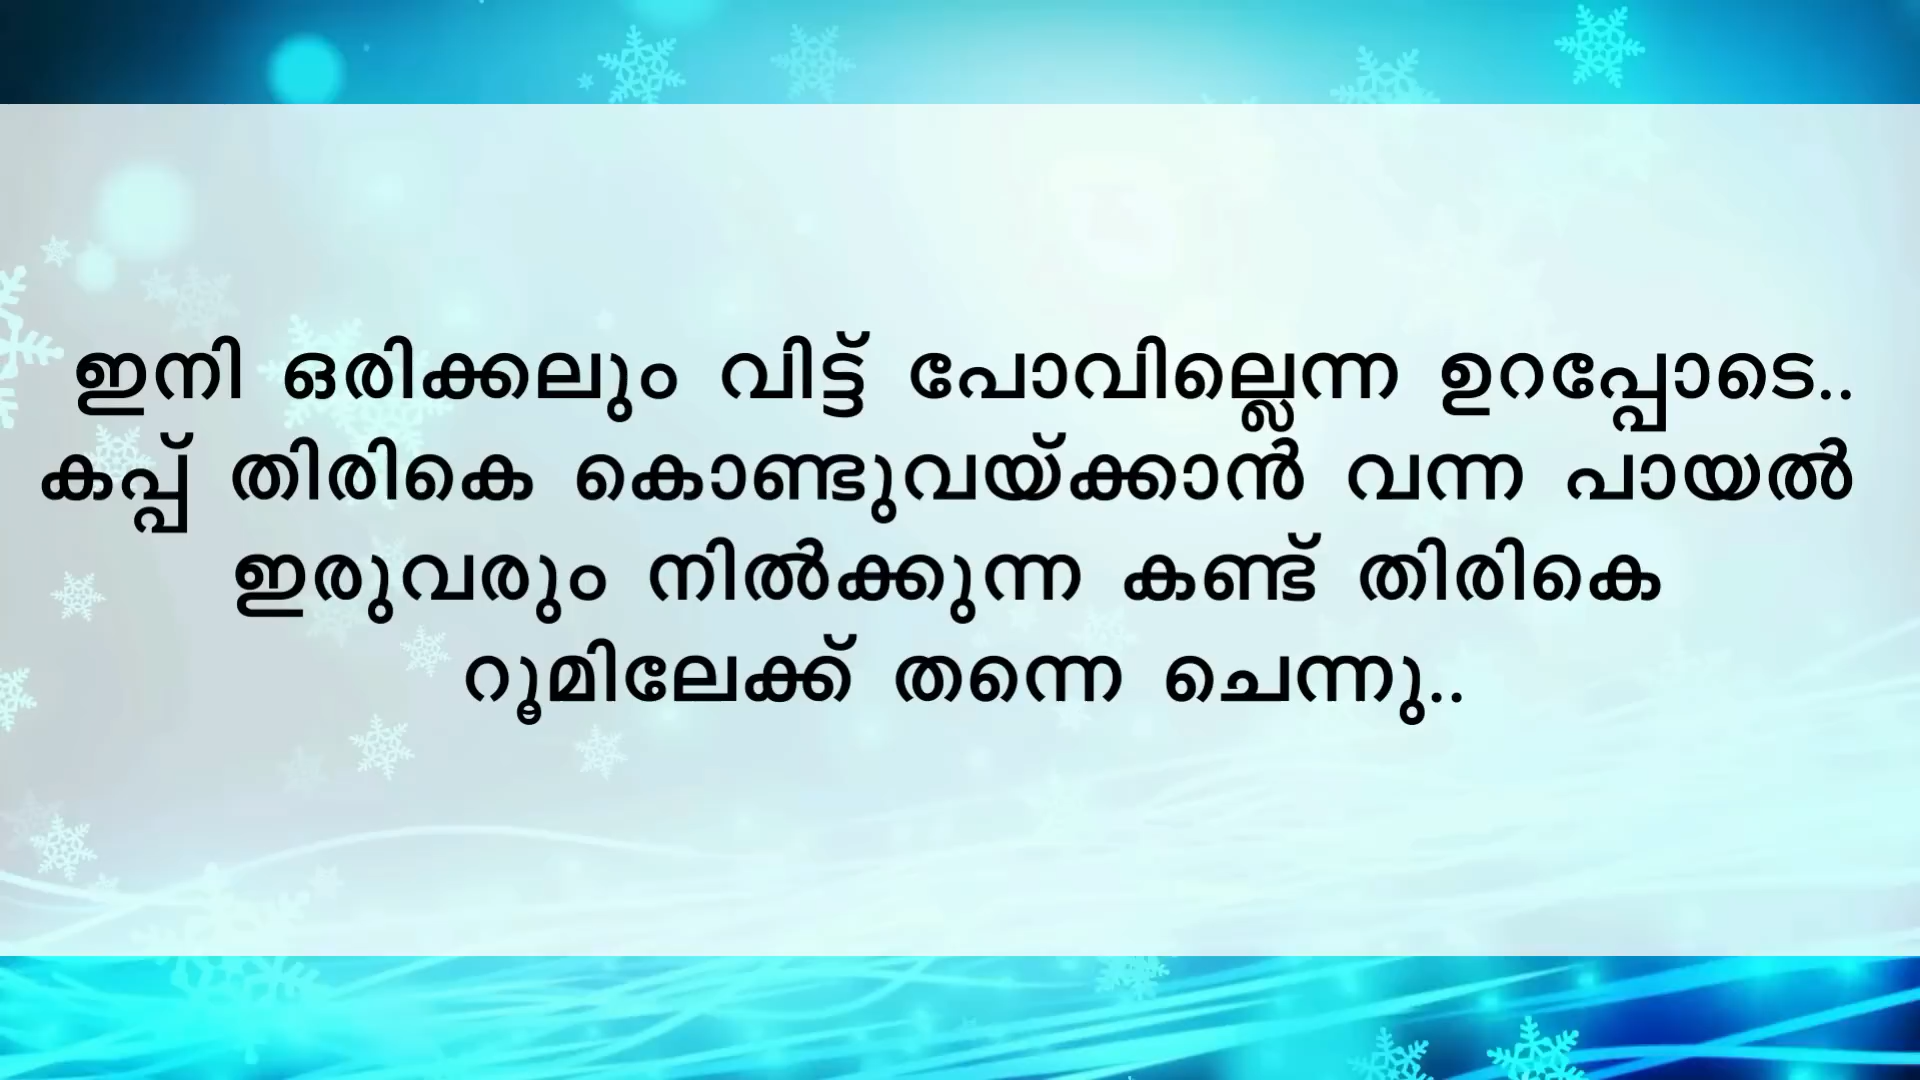 ഇനി ഒരിക്കലും വിട്ട് പോവില്ലെന്ന ഉറപ്പോടെ..
കപ്പ് തിരികെ കൊണ്ടുവയ്ക്കാൻ വന്ന പായൽ
ഇരുവരും നിൽക്കുന്ന കണ്ട് തിരികെ
റൂമിലേക്ക് തന്നെ ചെന്നു..